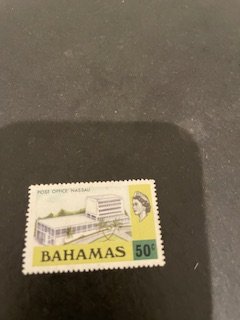 POST OFFICE NASSAU
BAHAMAS 50c